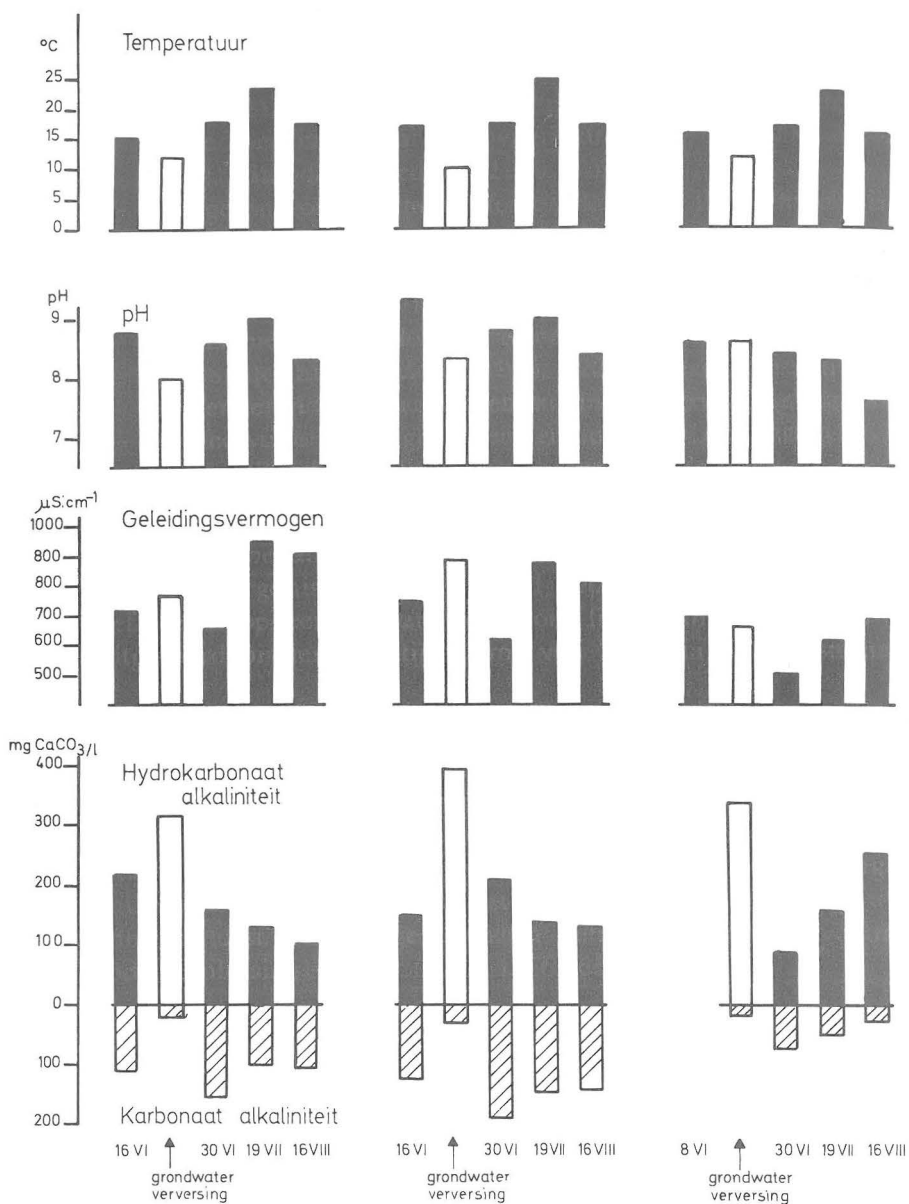 °C
Temperatuur
25
20
15
10
5
0
pH
pH
9
8
7
µS.cm⁻¹
Geleidingsvermogen
1000
800
800
700
600
500
mg CaCO₃/l
Hydrokarbonaat
alkaliniteit
400
300
200
100
0
100
200
Karbonaat alkaliniteit
16 VI 30 VI 19 VII 16 VIII
grondwater
verversing
16 VI 30 VI 19 VII 16 VIII
grondwater
verversing
8 VI 30 VI 19 VII 16 VIII
grondwater
verversing